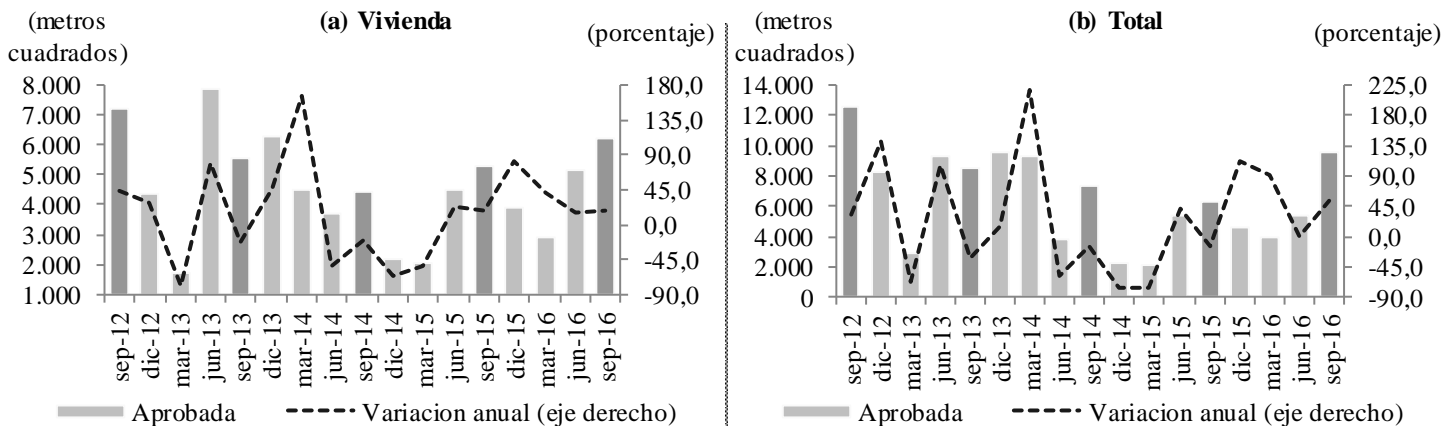 (metros
cuadrados)
(a) Vivienda
(porcentaje)
8.000
7.000
6.000
5.000
4.000
3.000
2.000
1.000
180,0
135,0
90,0
45,0
0,0
-45,0
-90,0
sep-12
dic-12
mar-13
jun-13
sep-13
dic-13
mar-14
jun-14
sep-14
dic-14
mar-15
jun-15
sep-15
dic-15
mar-16
jun-16
sep-16
Aprobada
Variacion anual (eje derecho)
(metros
cuadrados)
(b) Total
(porcentaje)
14.000
12.000
10.000
8.000
6.000
4.000
2.000
0
225,0
180,0
135,0
90,0
45,0
0,0
-45,0
-90,0
sep-12
dic-12
mar-13
jun-13
sep-13
dic-13
mar-14
jun-14
sep-14
dic-14
mar-15
jun-15
sep-15
dic-15
mar-16
jun-16
sep-16
Aprobada
Variacion anual (eje derecho)